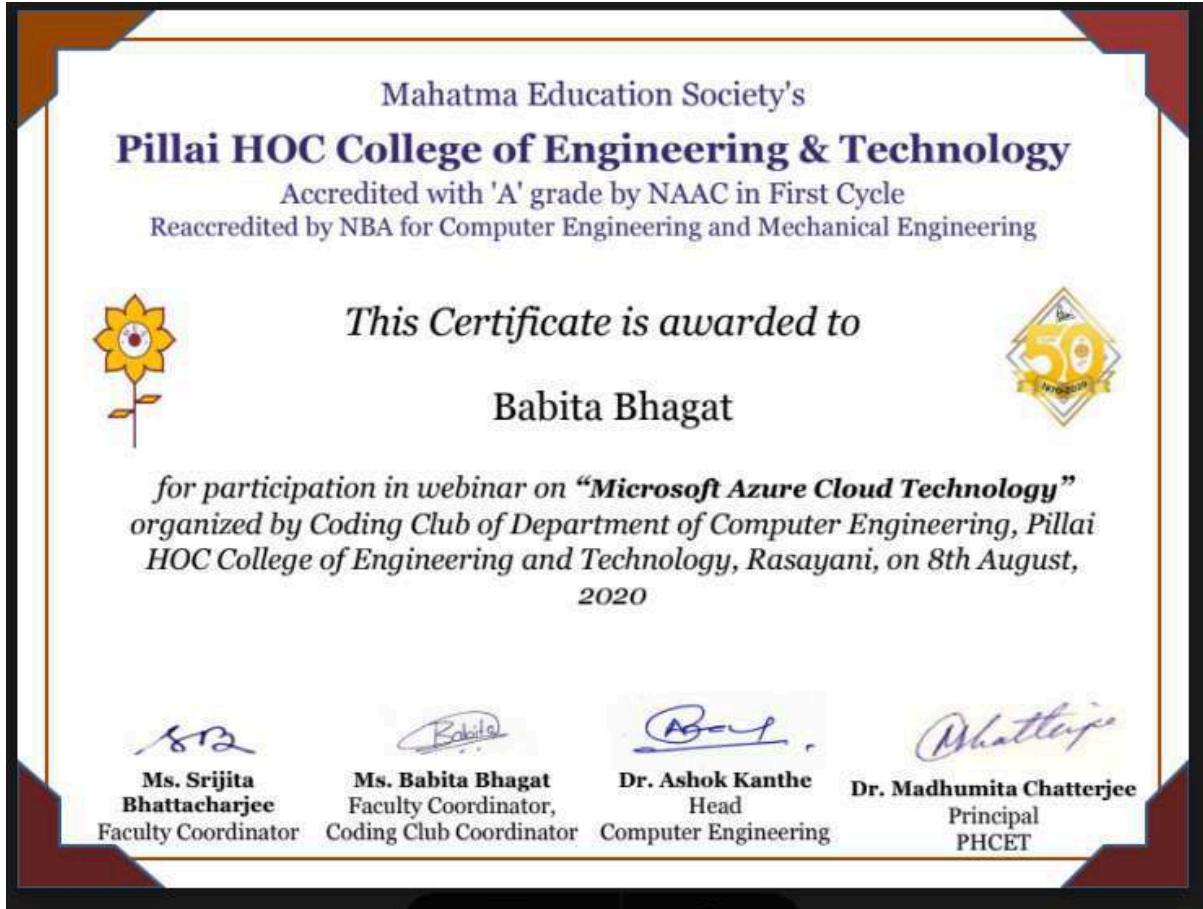 Mahatma Education Society's
Pillai HOC College of Engineering & Technology
Accredited with 'A' grade by NAAC in First Cycle
Reaccredited by NBA for Computer Engineering and Mechanical Engineering
This Certificate is awarded to
50
1970-2020
Babita Bhagat
for participation in webinar on “Microsoft Azure Cloud Technology”
organized by Coding Club of Department of Computer Engineering, Pillai
HOC College of Engineering and Technology, Rasayani, on 8th August,
2020
Babita
Ms. Srijita
Bhattacharjee
Faculty Coordinator
Ms. Babita Bhagat
Faculty Coordinator,
Coding Club Coordinator
Dr. Ashok Kanthe
Head
Computer Engineering
Dr. Madhumita Chatterjee
Principal
PHCET